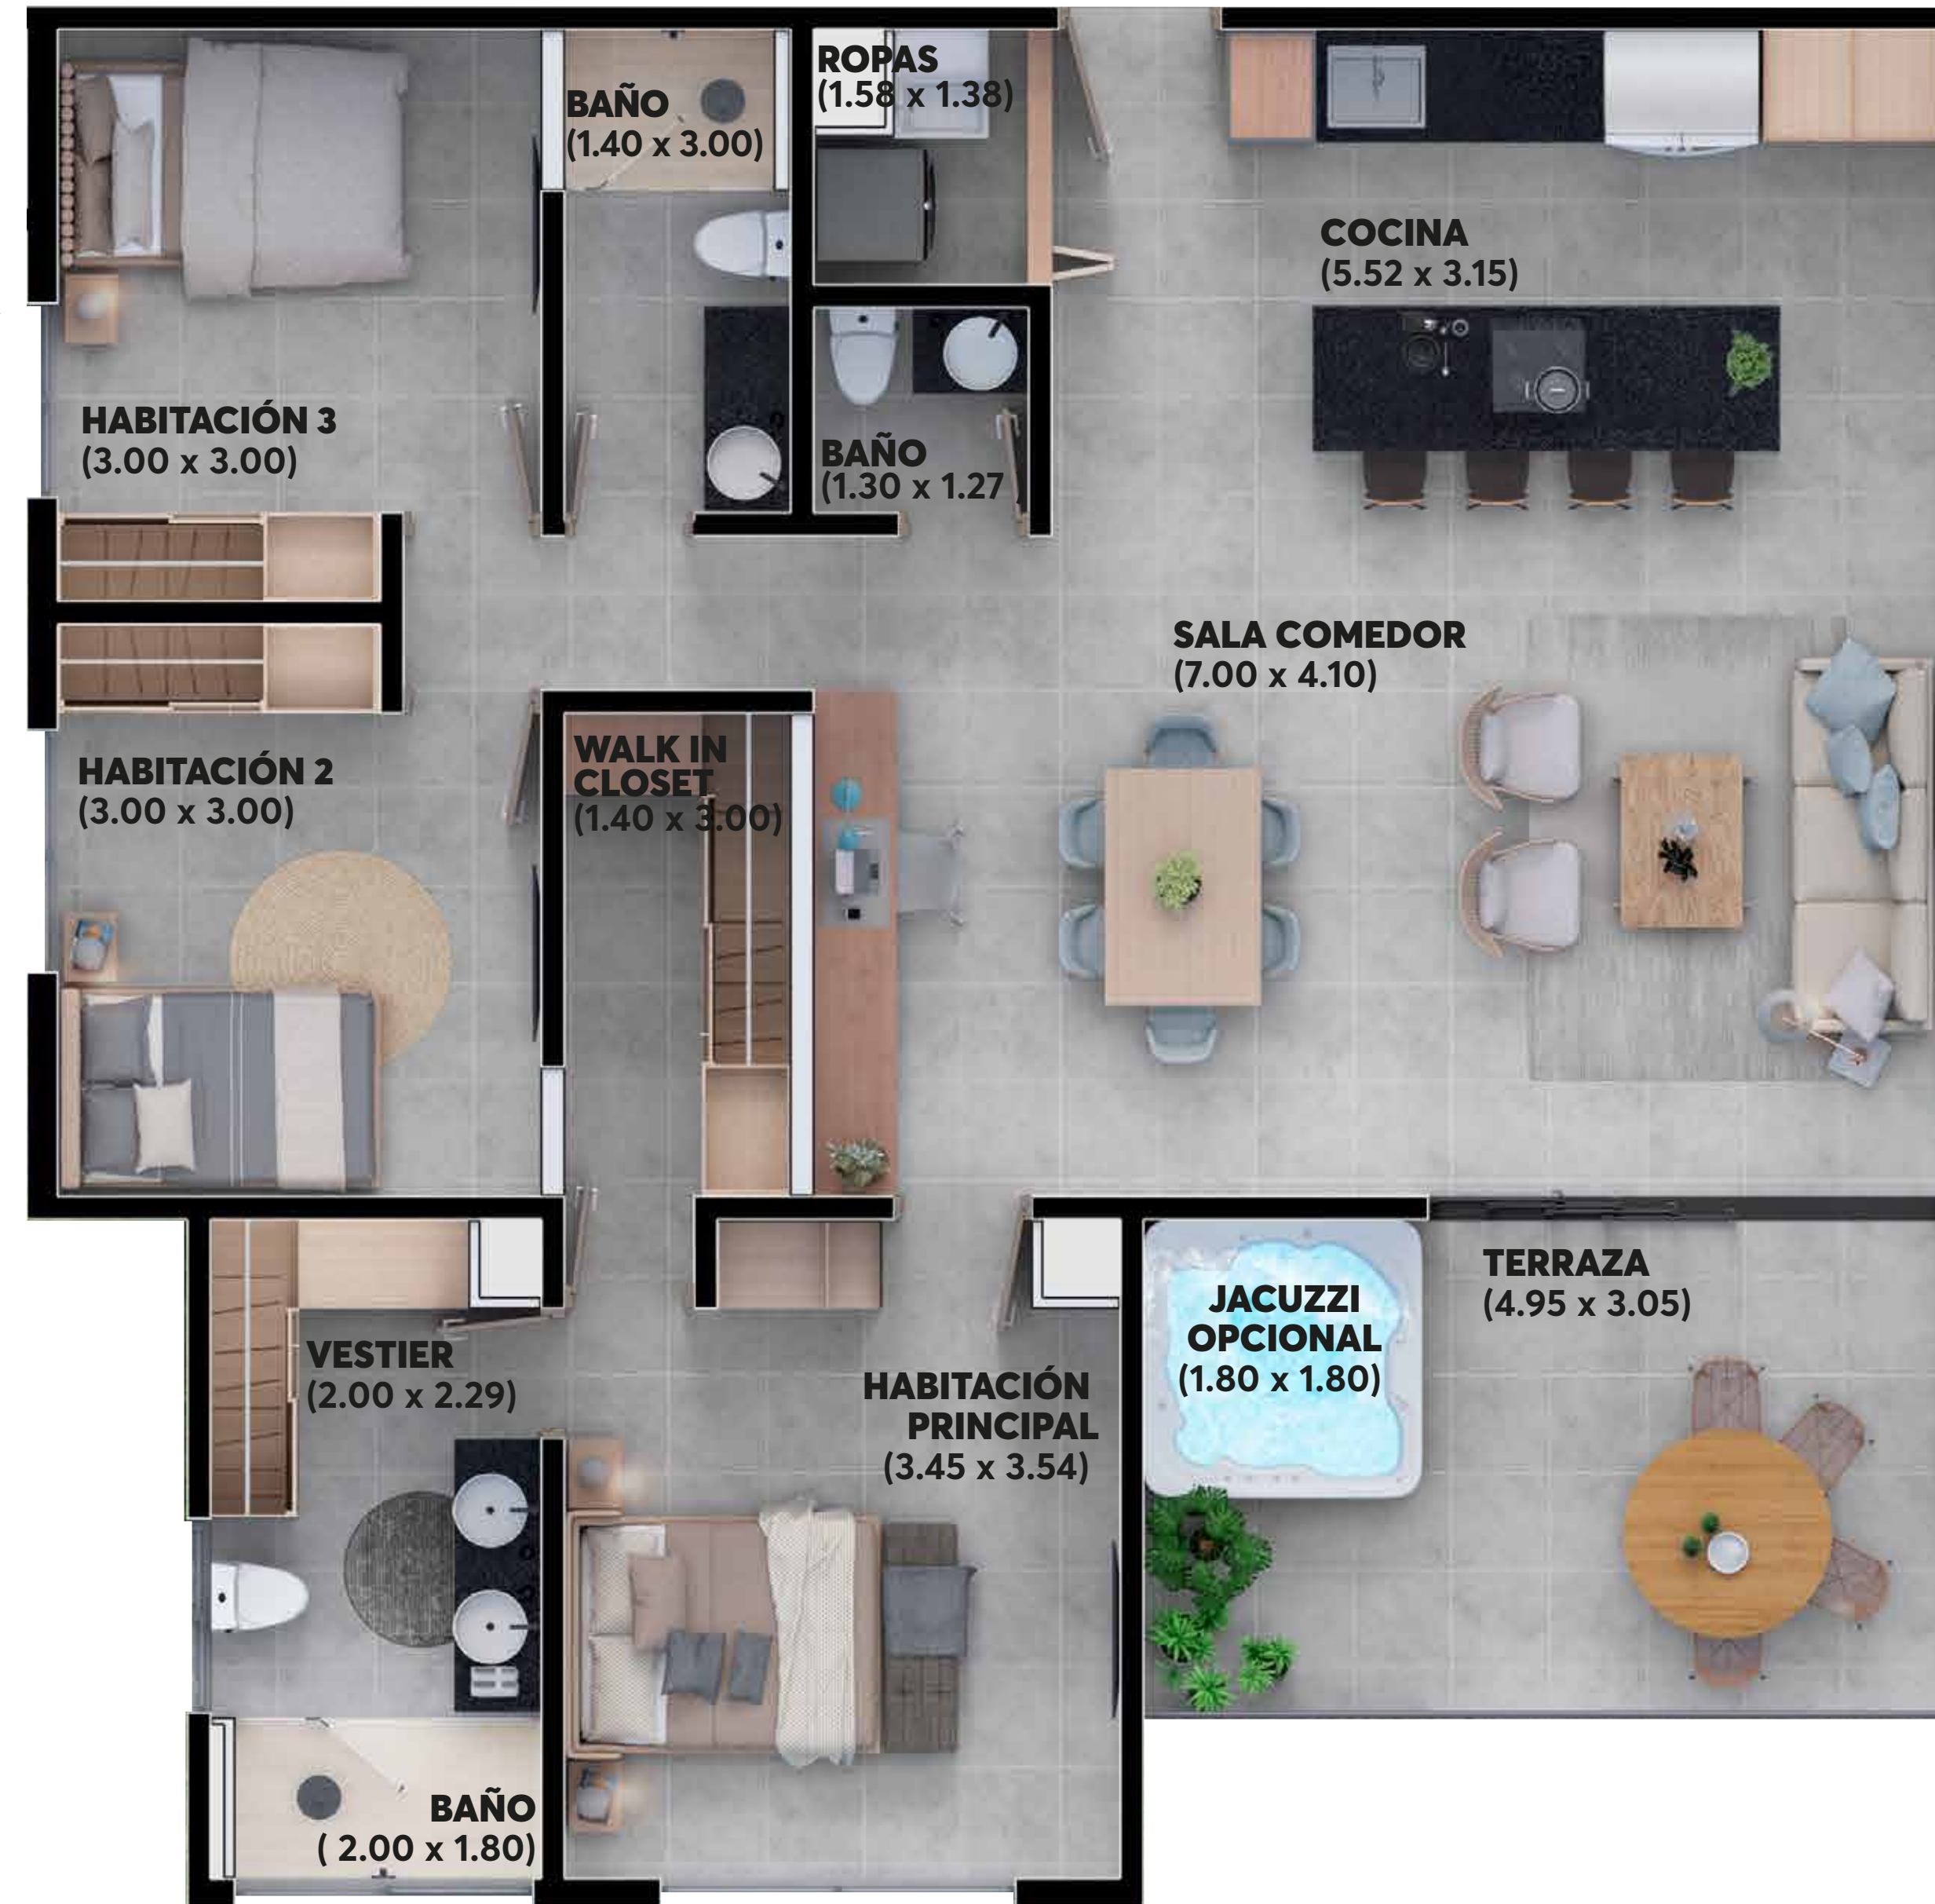 ROPAS
(1.58 x 1.38)
BAÑO
(1.40 x 3.00)
COCINA
(5.52 x 3.15)
HABITACIÓN 3
(3.00 x 3.00)
BAÑO
(1.30 x 1.27
SALA COMEDOR
(7.00 x 4.10)
WALK IN
CLOSET
(1.40 x 3.00)
HABITACIÓN 2
(3.00 x 3.00)
TERRAZA
(4.95 x 3.05)
JACUZZI
OPCIONAL
(1.80 x 1.80)
VESTIER
(2.00 x 2.29)
HABITACIÓN
PRINCIPAL
(3.45 x 3.54)
BAÑO
( 2.00 x 1.80)